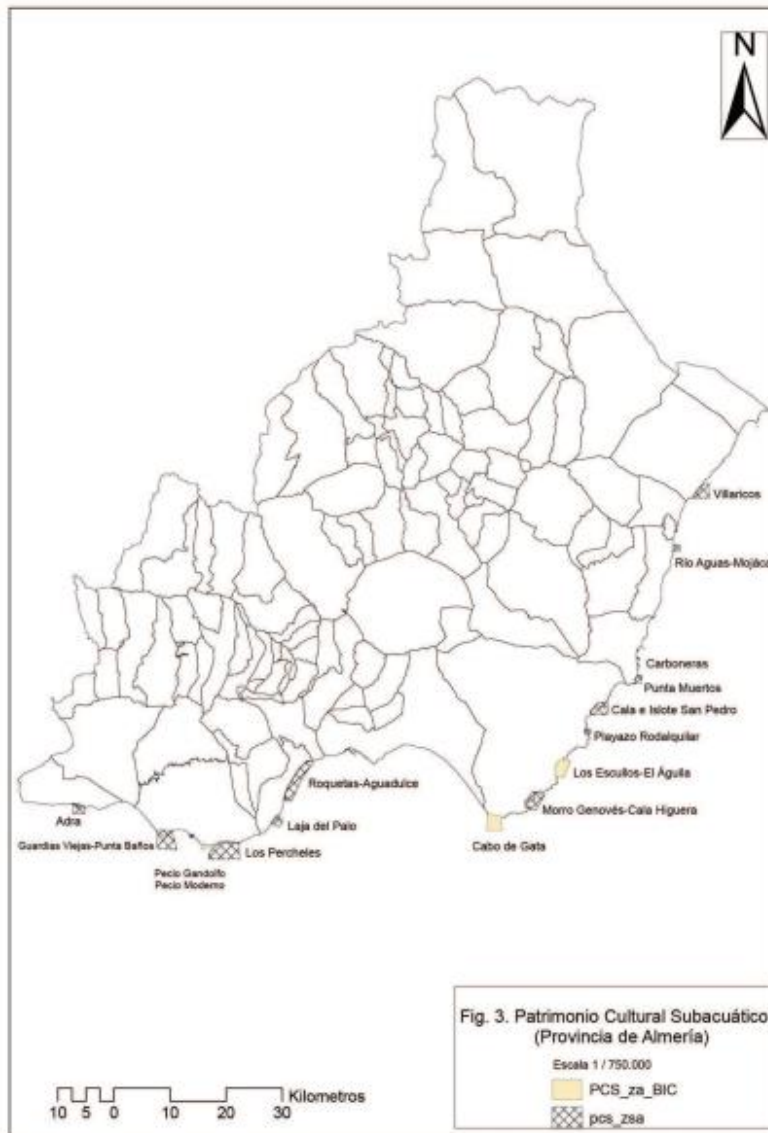 N
Villaricos
Río Aguas-Mojáca
Carboneras
Punta Muertos
Cala e Islote San Pedro
Playazo Rodalquilar
Los Escullos-El Águila
Roquetas-Aguadulce
Morro Genovés-Cala Higuera
Adra
Laja del Palo
Guardias Viejas-Punta Baños
Los Percheles
Cabo de Gata
Pecio Gandolfo
Pecio Moderno
Fig. 3. Patrimonio Cultural Subacuático
(Provincia de Almería)
Escala 1 / 750.000
PCS_za_BIC
pcs_zsa
Kilometros
10 5 0 10 20 30